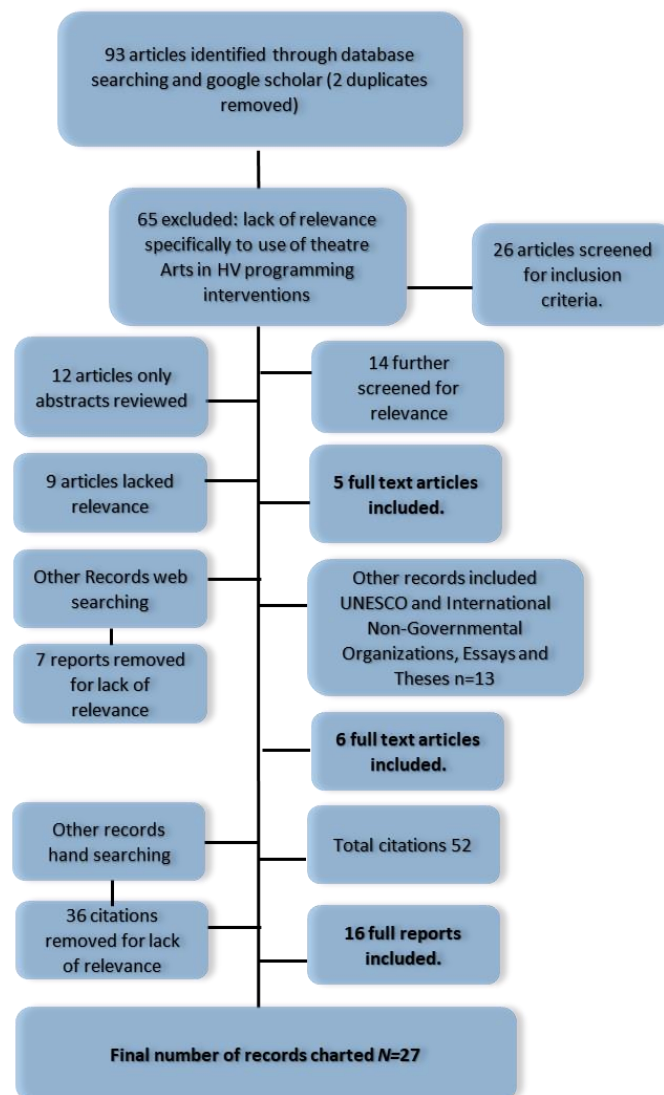 93 articles identified through database
searching and google scholar (2 duplicates
removed)
65 excluded: lack of relevance
specifically to use of theatre
Arts in HV programming
interventions
26 articles screened
for inclusion
criteria.
12 articles only
abstracts reviewed
14 further
screened for
relevance
9 articles lacked
relevance
5 full text articles
included.
Other Records web
searching
Other records included
UNESCO and International
Non-Governmental
Organizations, Essays and
Theses n=13
7 reports removed
for lack of
relevance
6 full text articles
included.
Other records
hand searching
Total citations 52
36 citations
removed for lack
of relevance
16 full reports
included.
Final number of records charted N=27